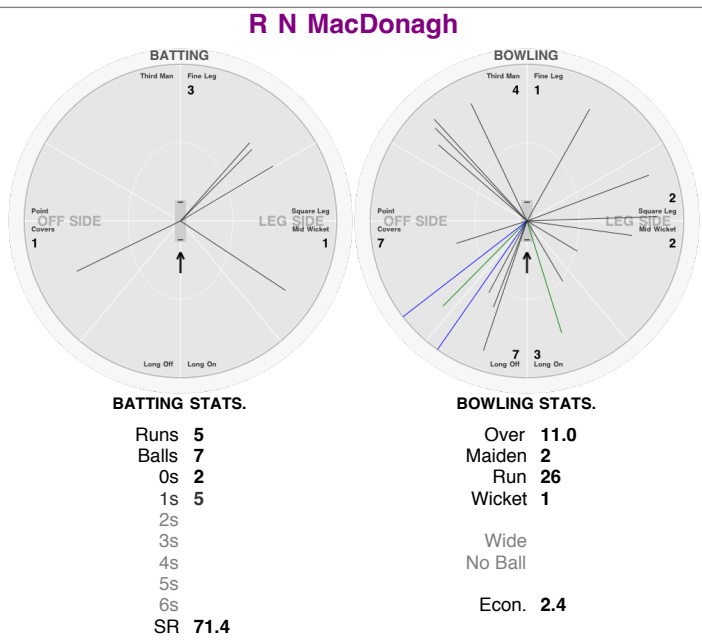 R N MacDonagh
BATTING
Third Man Fine Leg
3
Point
OFF SIDE
Covers
1
Square Leg
LEG SIDE
Mid Wicket
1
Long Off Long On
BATTING STATS.
Runs 5
Balls 7
0s 2
1s 5
2s
3s
4s
5s
6s
SR 71.4
BOWLING
Third Man Fine Leg
4 1
Point
OFF SIDE
Covers
7
2
Square Leg
LEG SIDE
Mid Wicket
2
7 3
Long Off Long On
BOWLING STATS.
Over 11.0
Maiden 2
Run 26
Wicket 1
Wide
No Ball
Econ. 2.4